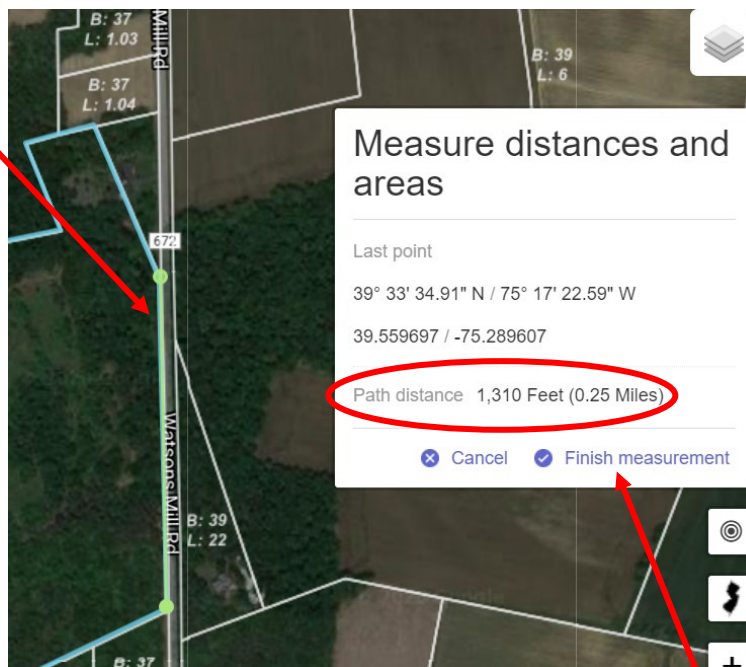 B: 37
L: 1.03
Mill Rd
B: 37
L: 1.04
B: 39
L: 6
672
Watsons Mill Rd
B: 39
L: 22
B: 37
Measure distances and
areas
Last point
39° 33' 34.91" N / 75° 17' 22.59" W
39.559697 / -75.289607
Path distance 1,310 Feet (0.25 Miles)
Cancel Finish measurement
+